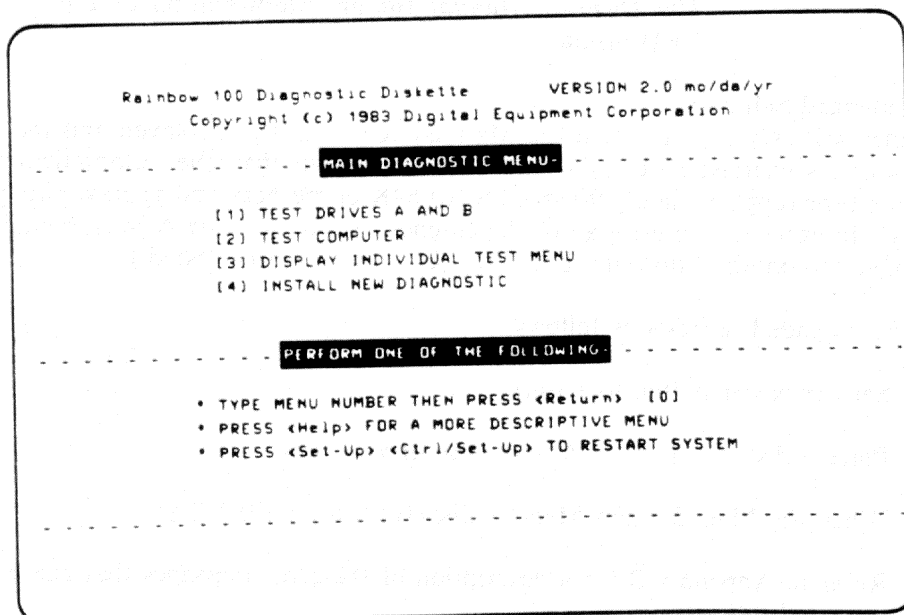 Rainbow 100 Diagnostic Diskette VERSION 2.0 mo/da/yr
Copyright (c) 1983 Digital Equipment Corporation
MAIN DIAGNOSTIC MENU-
[1] TEST DRIVES A AND B
[2] TEST COMPUTER
[3] DISPLAY INDIVIDUAL TEST MENU
[4] INSTALL NEW DIAGNOSTIC
PERFORM ONE OF THE FOLLOWING-
* TYPE MENU NUMBER THEN PRESS <Return> [0]
* PRESS <Help> FOR A MORE DESCRIPTIVE MENU
* PRESS <Set-Up> <Ctrl/Set-Up> TO RESTART SYSTEM